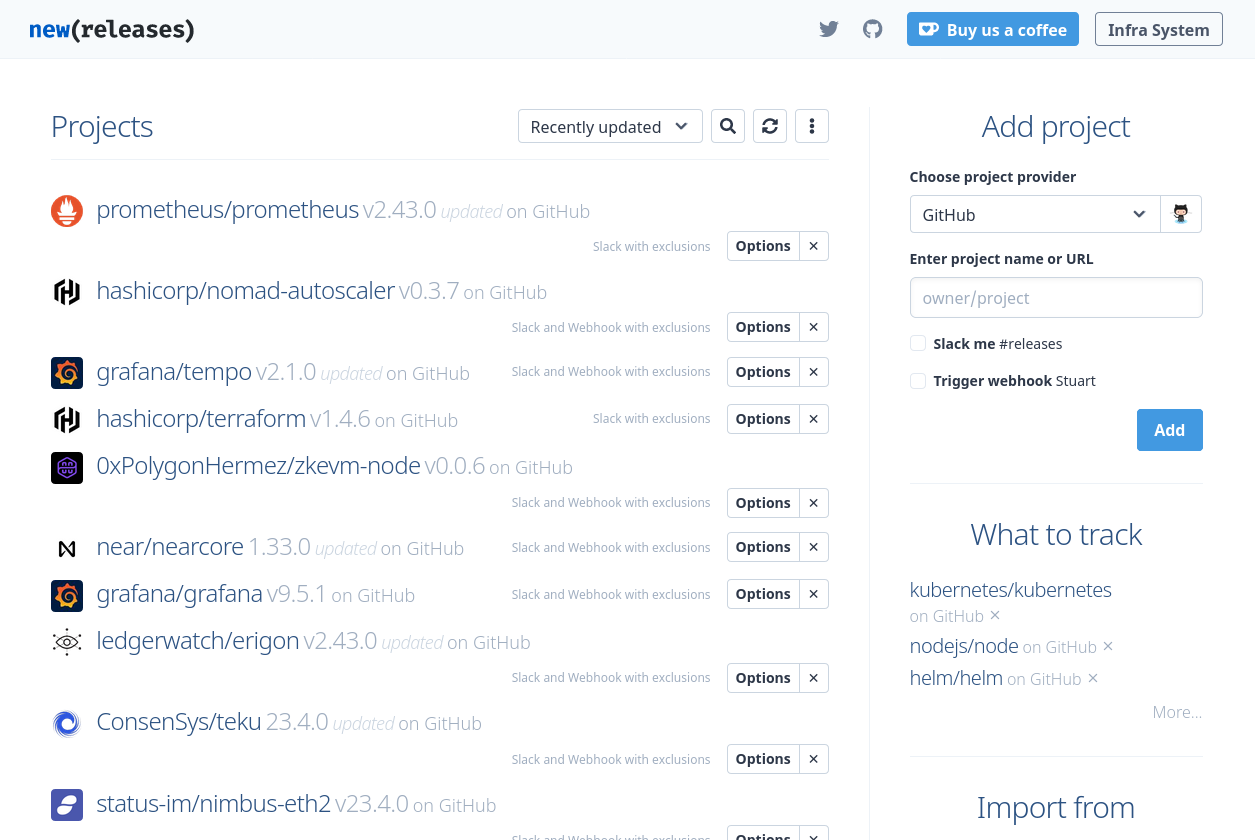 new(releases)
Buy us a coffee
Infra System
Projects
Recently updated
prometheus/prometheus v2.43.0 updated on GitHub
Slack with exclusions
Options
×
hashicorp/nomad-autoscaler v0.3.7 on GitHub
Slack and Webhook with exclusions
Options
×
grafana/tempo v2.1.0 updated on GitHub
Slack and Webhook with exclusions
Options
×
hashicorp/terraform v1.4.6 on GitHub
Slack with exclusions
Options
×
0xPolygonHermez/zkevm-node v0.0.6 on GitHub
Slack and Webhook with exclusions
Options
×
near/nearcore 1.33.0 updated on GitHub
Slack and Webhook with exclusions
Options
×
grafana/grafana v9.5.1 on GitHub
Slack and Webhook with exclusions
Options
×
ledgerwatch/erigon v2.43.0 updated on GitHub
Slack and Webhook with exclusions
Options
×
ConsenSys/teku 23.4.0 updated on GitHub
Slack and Webhook with exclusions
Options
×
status-im/nimbus-eth2 v23.4.0 on GitHub
Slack and Webhook with exclusions
Options
×
Add project
Choose project provider
GitHub
Enter project name or URL
owner/project
Slack me #releases
Trigger webhook Stuart
Add
What to track
kubernetes/kubernetes
on GitHub ×
nodejs/node on GitHub ×
helm/helm on GitHub ×
More...
Import from